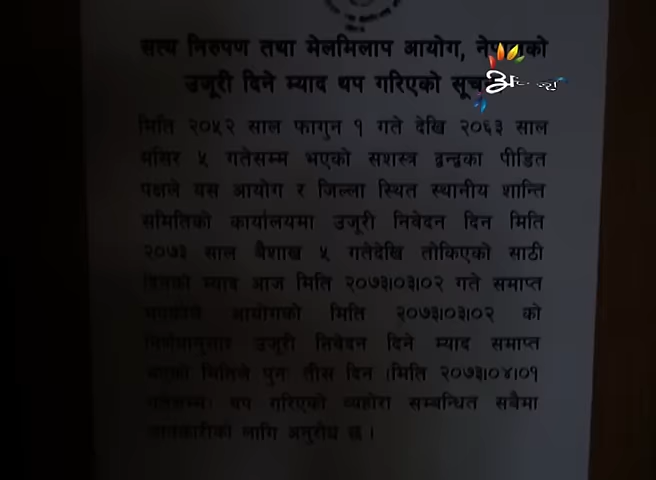 सत्य निरुपण तथा मेलमिलाप आयोग, नेपालको
उजूरी दिने म्याद थप गरिएको सूचना
मिति २०५२ साल फागुन १ गते देखि २०६३ साल
मंसिर ५ गतेसम्म भएको सशस्त्र द्वन्द्वका पीडित
पक्षले यस आयोग र जिल्ला स्थित स्थानीय शान्ति
समितिको कार्यालयमा उजूरी निवेदन दिन मिति
२०७३ साल बैशाख ५ गतेदेखि तोकिएको साठी
दिनको म्याद आज मिति २०७३।०३।०२ गते समाप्त
आयोगको मिति २०७३।०३।०२ को
निर्णयानुसार उजूरी निवेदन दिने म्याद समाप्त
भएको मितिले पुनः तीस दिन (मिति २०७३।०४।०१
गतेसम्म) थप गरिएको व्यहोरा सम्बन्धित सबैमा
जानकारीका लागि अनुरोध छ ।